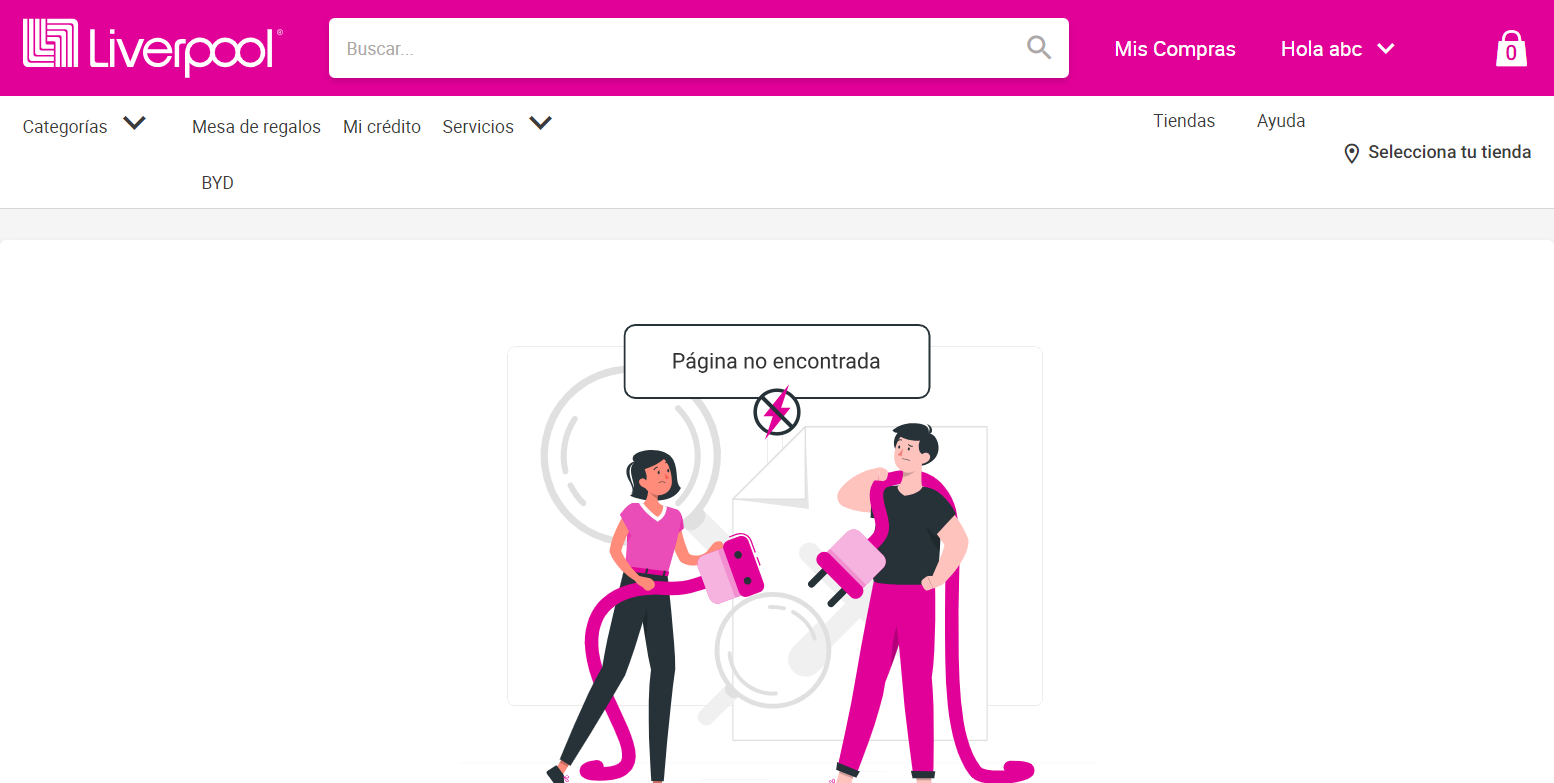 Liverpool®
Buscar...
Mis Compras
Hola abc
0
Categorías
Mesa de regalos
Mi crédito
Servicios
Tiendas
Ayuda
Selecciona tu tienda
BYD
Página no encontrada